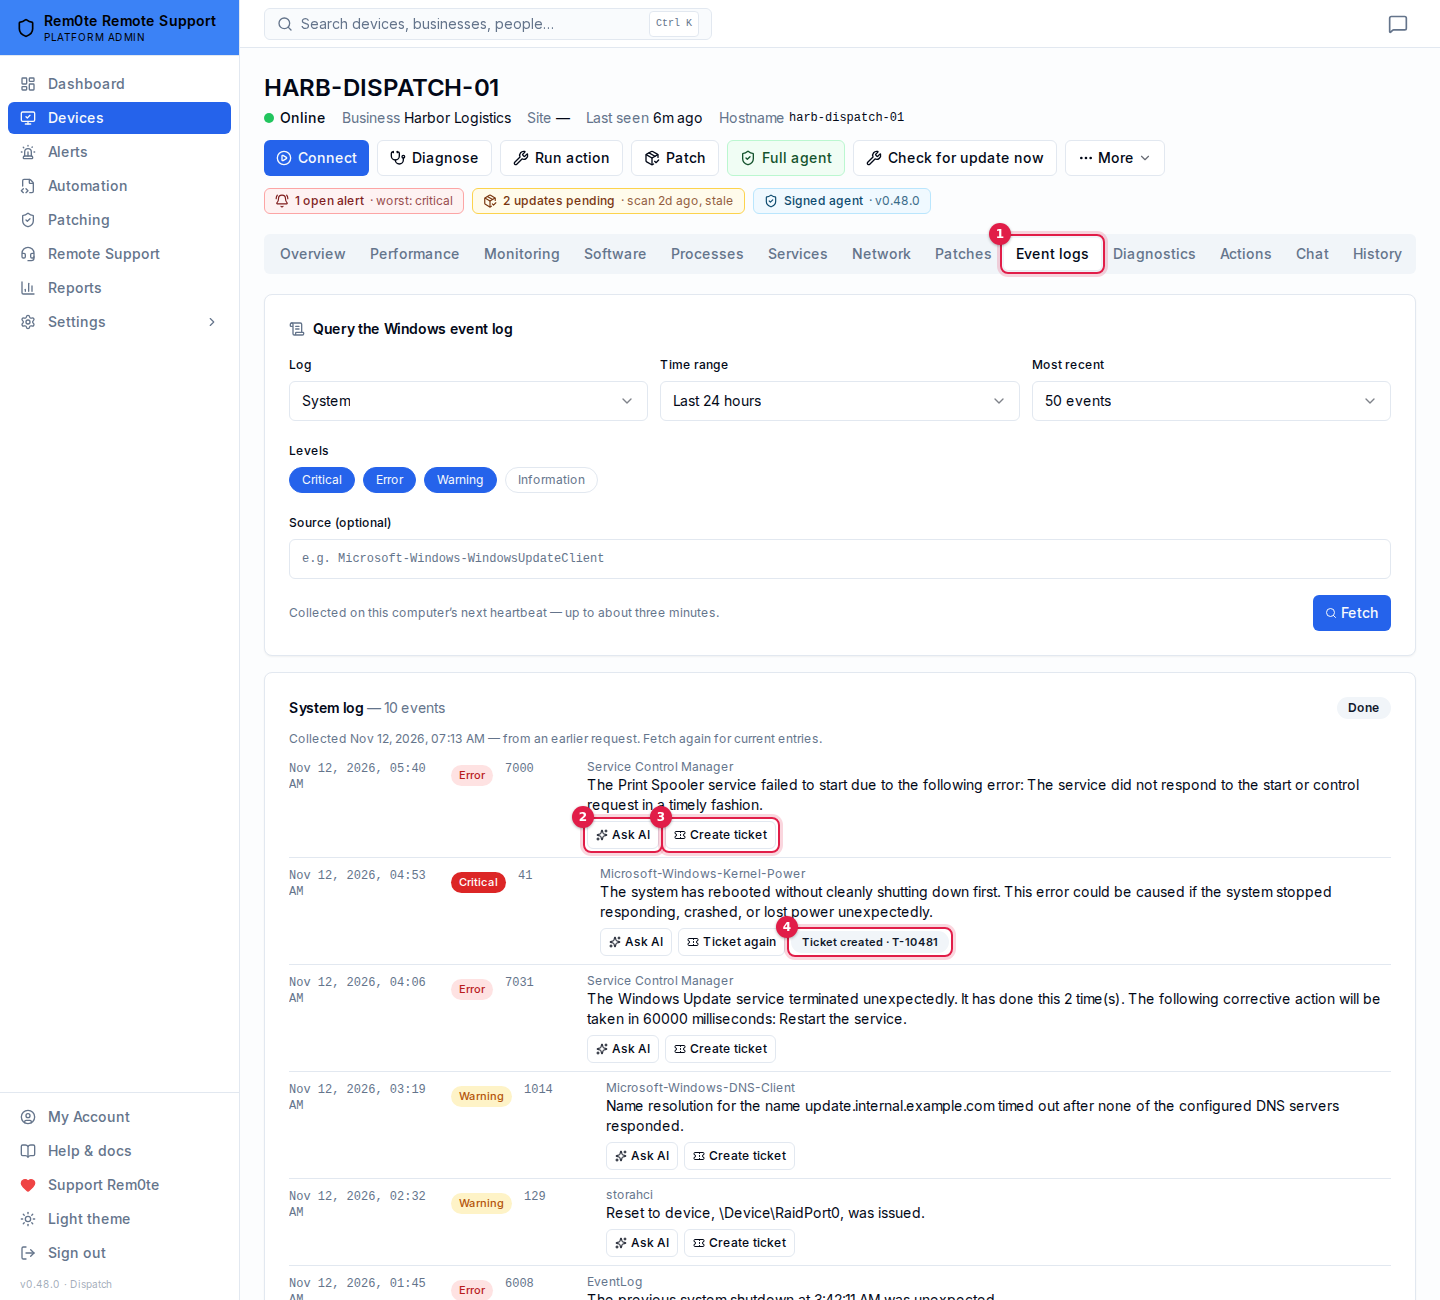 Rem0te Remote Support
PLATFORM ADMIN
Search devices, businesses, people…
Ctrl K
Dashboard
Devices
Alerts
Automation
Patching
Remote Support
Reports
Settings
HARB-DISPATCH-01
Online Business Harbor Logistics Site — Last seen 6m ago Hostname harb-dispatch-01
Connect Diagnose Run action Patch Full agent Check for update now More
1 open alert · worst: critical 2 updates pending · scan 2d ago, stale Signed agent · v0.48.0
1
Overview Performance Monitoring Software Processes Services Network Patches Event logs Diagnostics Actions Chat History
Query the Windows event log
Log Time range Most recent
System Last 24 hours 50 events
Levels
Critical Error Warning Information
Source (optional)
e.g. Microsoft-Windows-WindowsUpdateClient
Collected on this computer's next heartbeat — up to about three minutes.
Fetch
System log — 10 events
Done
Collected Nov 12, 2026, 07:13 AM — from an earlier request. Fetch again for current entries.
Nov 12, 2026, 05:40 AM
Error 7000
Service Control Manager
The Print Spooler service failed to start due to the following error: The service did not respond to the start or control
request in a timely fashion.
2 3
Ask AI Create ticket
Nov 12, 2026, 04:53 AM
Critical 41
Microsoft-Windows-Kernel-Power
The system has rebooted without cleanly shutting down first. This error could be caused if the system stopped
responding, crashed, or lost power unexpectedly.
4
Ask AI Ticket again Ticket created · T-10481
Nov 12, 2026, 04:06 AM
Error 7031
Service Control Manager
The Windows Update service terminated unexpectedly. It has done this 2 time(s). The following corrective action will be
taken in 60000 milliseconds: Restart the service.
Ask AI Create ticket
Nov 12, 2026, 03:19 AM
Warning 1014
Microsoft-Windows-DNS-Client
Name resolution for the name update.internal.example.com timed out after none of the configured DNS servers
responded.
Ask AI Create ticket
Nov 12, 2026, 02:32 AM
Warning 129
storahci
Reset to device, \Device\RaidPort0, was issued.
Ask AI Create ticket
Nov 12, 2026, 01:45 AM
Error 6008
EventLog
The previous system shutdown at 3:42:11 AM was unexpected.
My Account
Help & docs
Support Rem0te
Light theme
Sign out
v0.48.0 · Dispatch